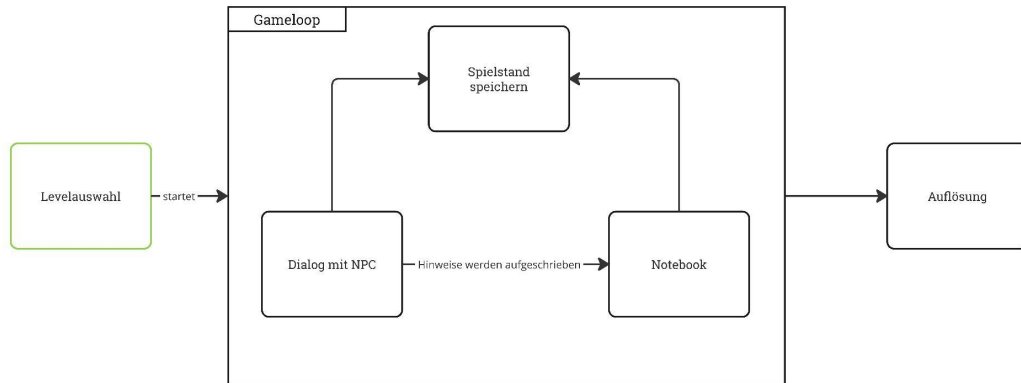 Gameloop
Spielstand
speichern
Levelauswahl
startet
Auflösung
Dialog mit NPC
Hinweise werden aufgeschrieben
Notebook